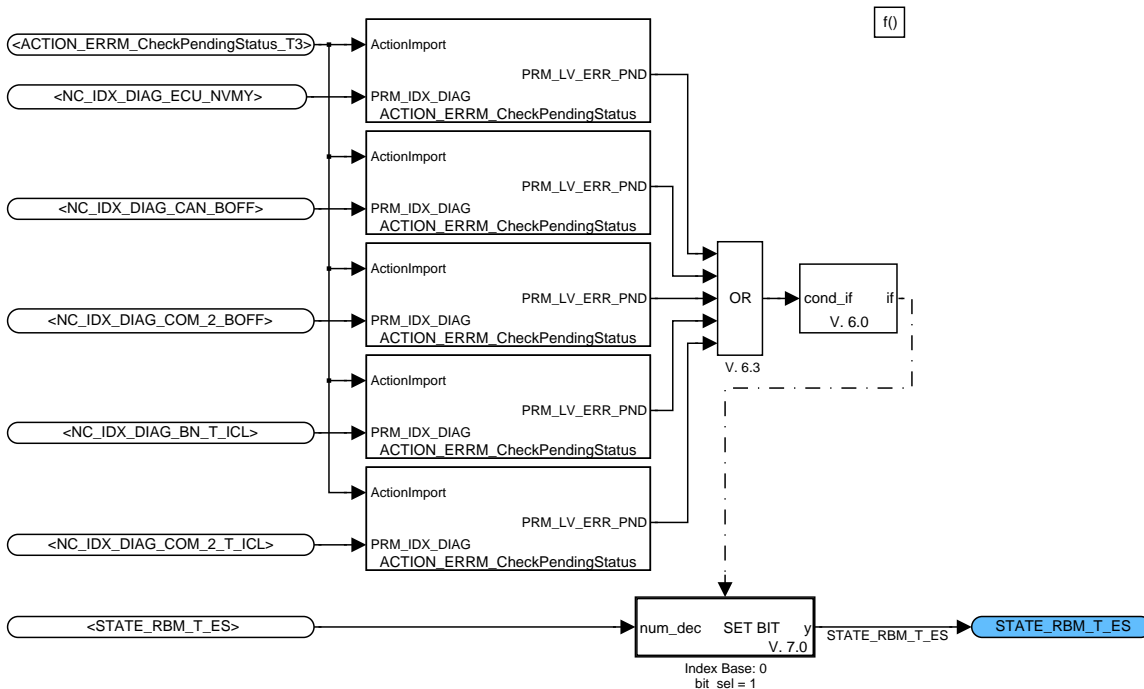 f()
<ACTION_ERRM_CheckPendingStatus_T3>
ActionImport
PRM_LV_ERR_PND
<NC_IDX_DIAG_ECU_NVMY>
PRM_IDX_DIAG
ACTION_ERRM_CheckPendingStatus
ActionImport
PRM_LV_ERR_PND
<NC_IDX_DIAG_CAN_BOFF>
PRM_IDX_DIAG
ACTION_ERRM_CheckPendingStatus
ActionImport
PRM_LV_ERR_PND
<NC_IDX_DIAG_COM_2_BOFF>
PRM_IDX_DIAG
ACTION_ERRM_CheckPendingStatus
OR
V. 6.3
cond_if if
V. 6.0
ActionImport
PRM_LV_ERR_PND
<NC_IDX_DIAG_BN_T_ICL>
PRM_IDX_DIAG
ACTION_ERRM_CheckPendingStatus
ActionImport
PRM_LV_ERR_PND
<NC_IDX_DIAG_COM_2_T_ICL>
PRM_IDX_DIAG
ACTION_ERRM_CheckPendingStatus
<STATE_RBM_T_ES>
num_dec SET BIT y
V. 7.0
Index Base: 0
bit_sel = 1
STATE_RBM_T_ES
STATE_RBM_T_ES